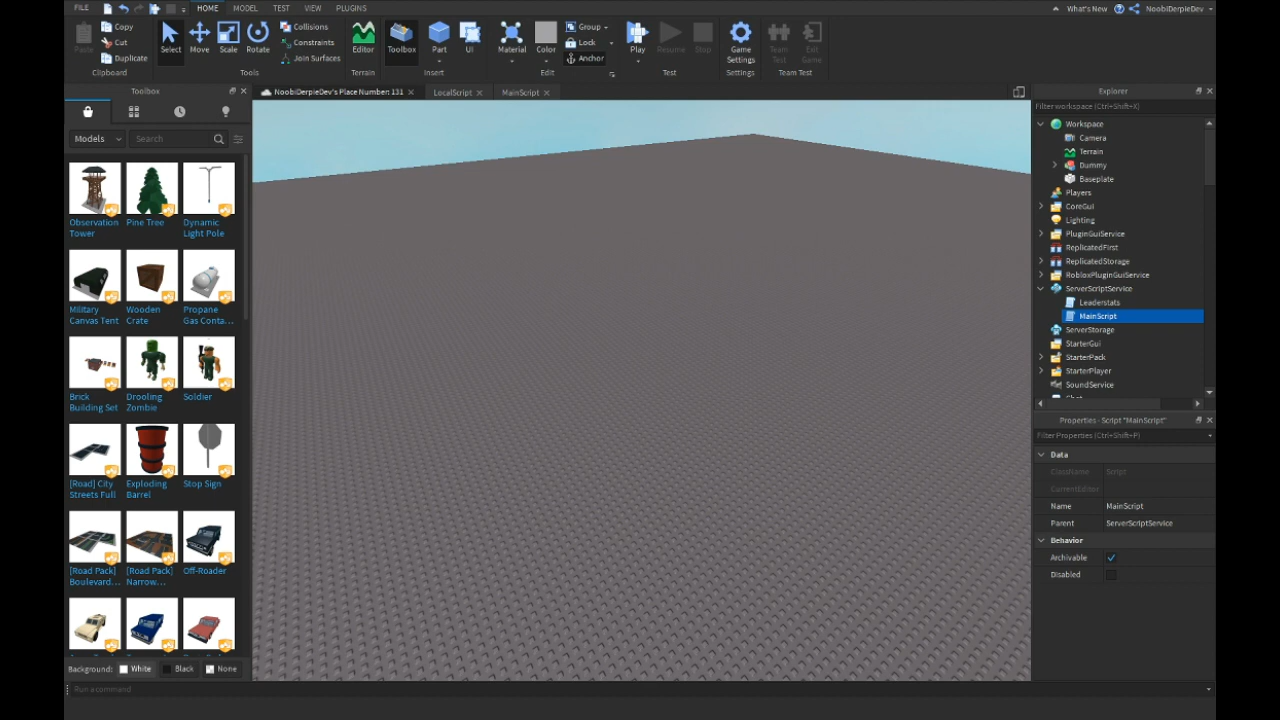 FILE HOME MODEL TEST VIEW PLUGINS What's New NoobiDerpieDev
Paste Copy Cut Duplicate
Select Move Scale Rotate
Collisions Constraints Join Surfaces
Editor Toolbox Part UI
Material Color Group Lock Anchor
Play Resume Stop
Game Settings Team Test Exit Game
Clipboard Tools Terrain Insert Edit Test Settings Team Test
Toolbox
NoobiDerpieDev's Place Number: 131 LocalScript MainScript
Models Search
Observation Tower
Pine Tree
Dynamic Light Pole
Military Canvas Tent
Wooden Crate
Propane Gas Conta...
Brick Building Set
Drooling Zombie
Soldier
[Road] City Streets Full
Exploding Barrel
Stop Sign
[Road Pack] Boulevard...
[Road Pack] Narrow...
Off-Roader
Background: White Black None
Run a command
Explorer
Filter workspace (Ctrl+Shift+X)
Workspace
Camera
Terrain
Dummy
Baseplate
Players
CoreGui
Lighting
PluginGuiService
ReplicatedFirst
ReplicatedStorage
RobloxPluginGuiService
ServerScriptService
Leaderstats
MainScript
ServerStorage
StarterGui
StarterPack
StarterPlayer
SoundService
Chat
Properties - Script "MainScript"
Filter Properties (Ctrl+Shift+P)
Data
ClassName Script
CurrentEditor
Name MainScript
Parent ServerScriptService
Behavior
Archivable
Disabled